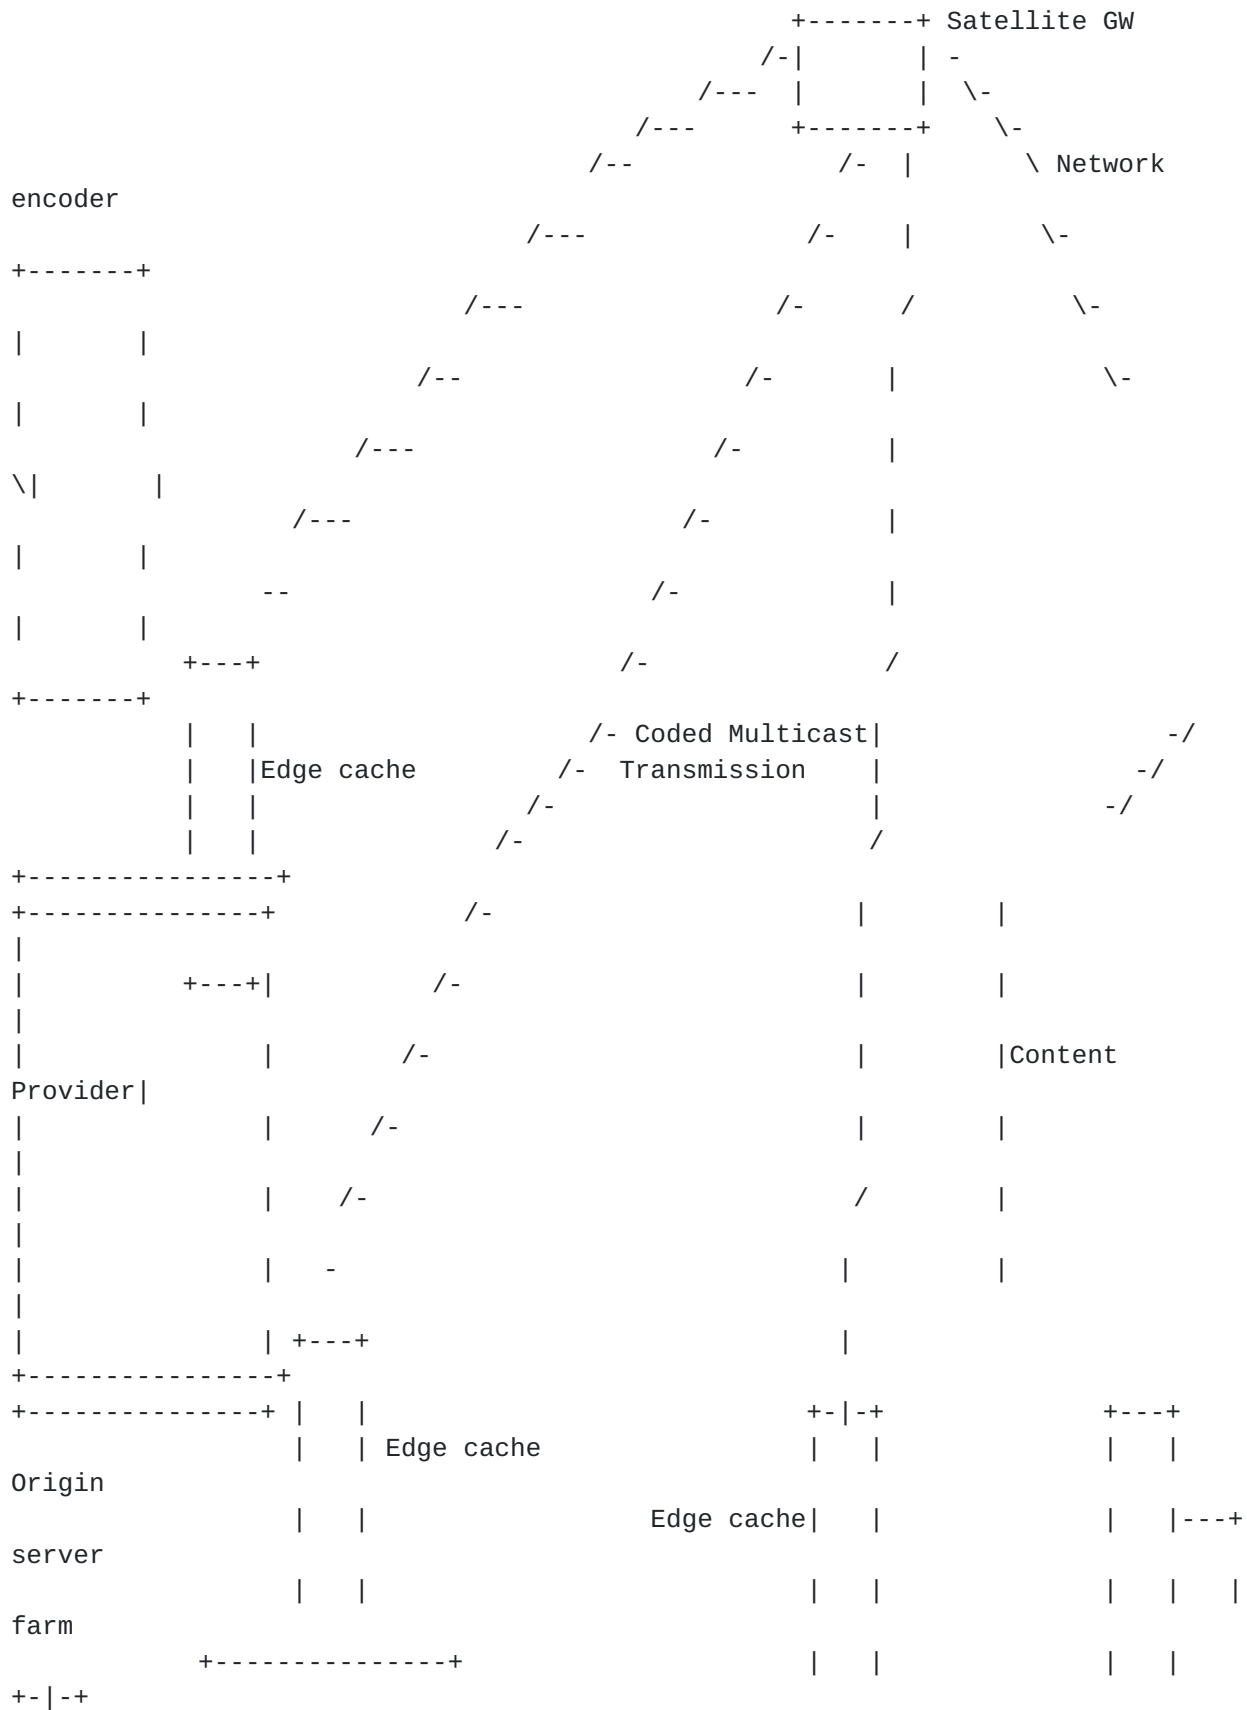 Satellite GW
Network
encoder
Coded Multicast
Edge cache Transmission
Content
Provider
Edge cache
Origin
Edge cache
server
farm